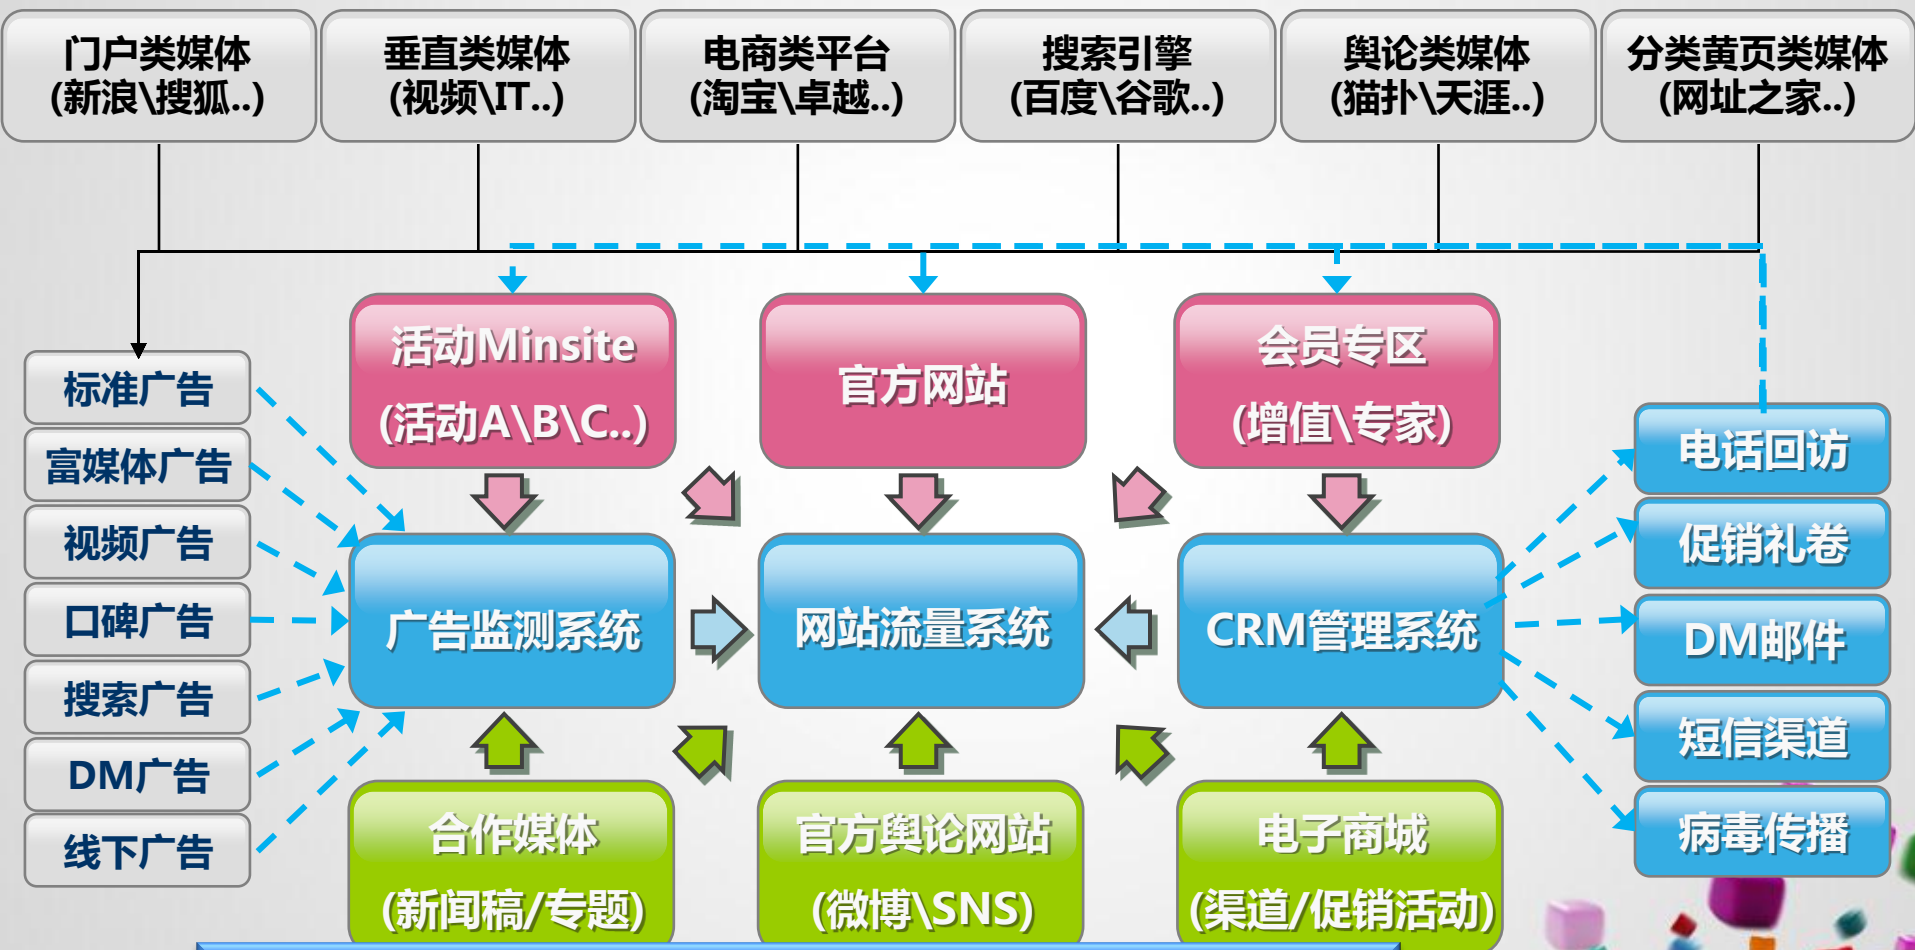 门户类媒体
(新浪\搜狐..)
垂直类媒体
(视频\IT..)
电商类平台
(淘宝\卓越..)
搜索引擎
(百度\谷歌..)
舆论类媒体
(猫扑\天涯..)
分类黄页类媒体
(网址之家..)
活动Minsite
(活动A\B\C..)
官方网站
会员专区
(增值\专家)
标准广告
富媒体广告
视频广告
口碑广告
搜索广告
DM广告
线下广告
广告监测系统
网站流量系统
CRM管理系统
电话回访
促销礼卷
DM邮件
短信渠道
病毒传播
合作媒体
(新闻稿/专题)
官方舆论网站
(微博\SNS)
电子商城
(渠道/促销活动)